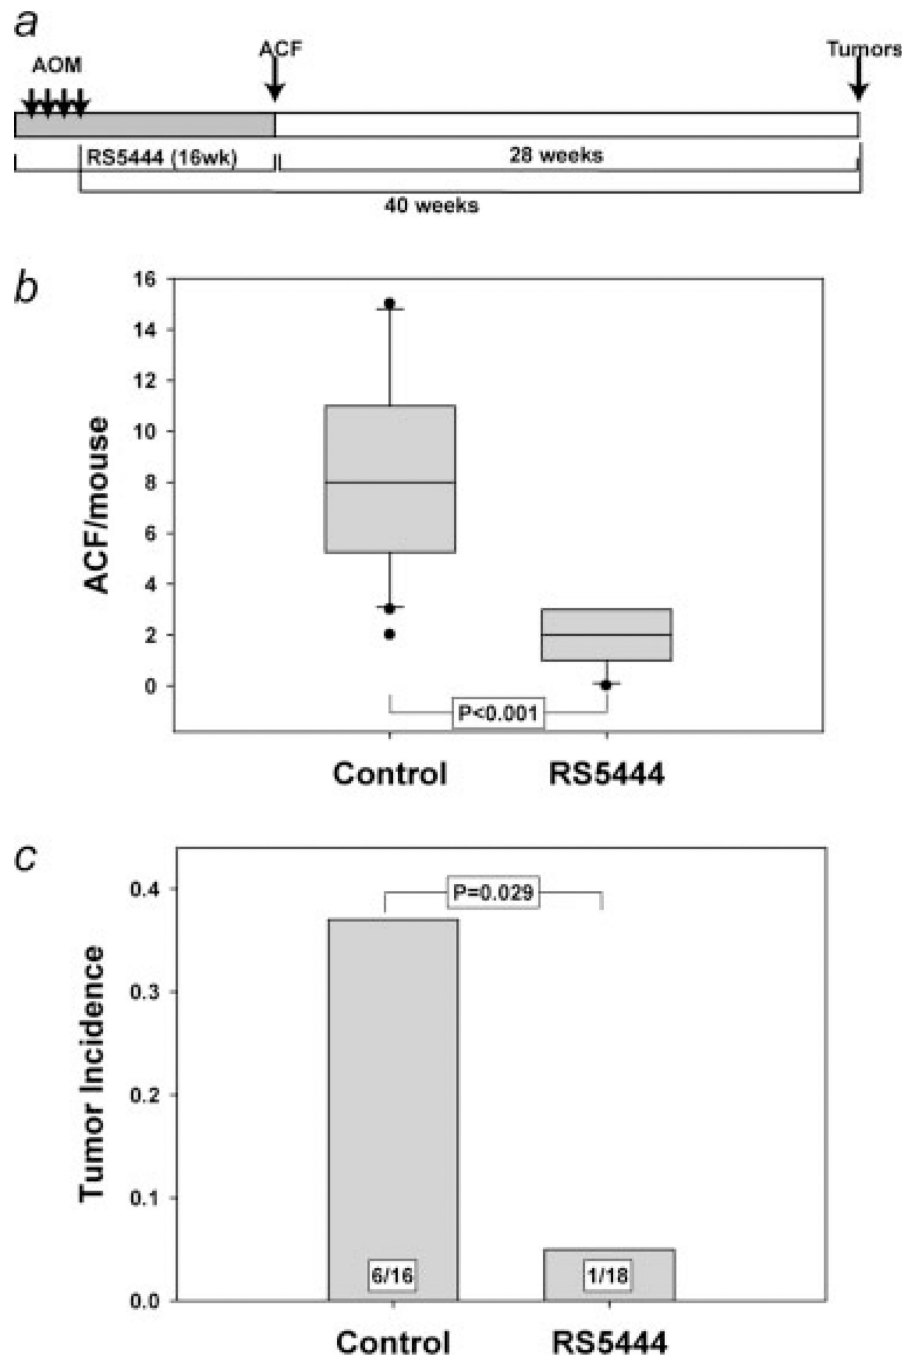 a
ACF
Tumors
AOM
RS5444 (16wk)
28 weeks
40 weeks
b
16
14
12
10
8
6
4
2
0
ACF/mouse
P<0.001
Control
RS5444
c
0.4
0.3
0.2
0.1
0.0
Tumor Incidence
P=0.029
6/16
1/18
Control
RS5444